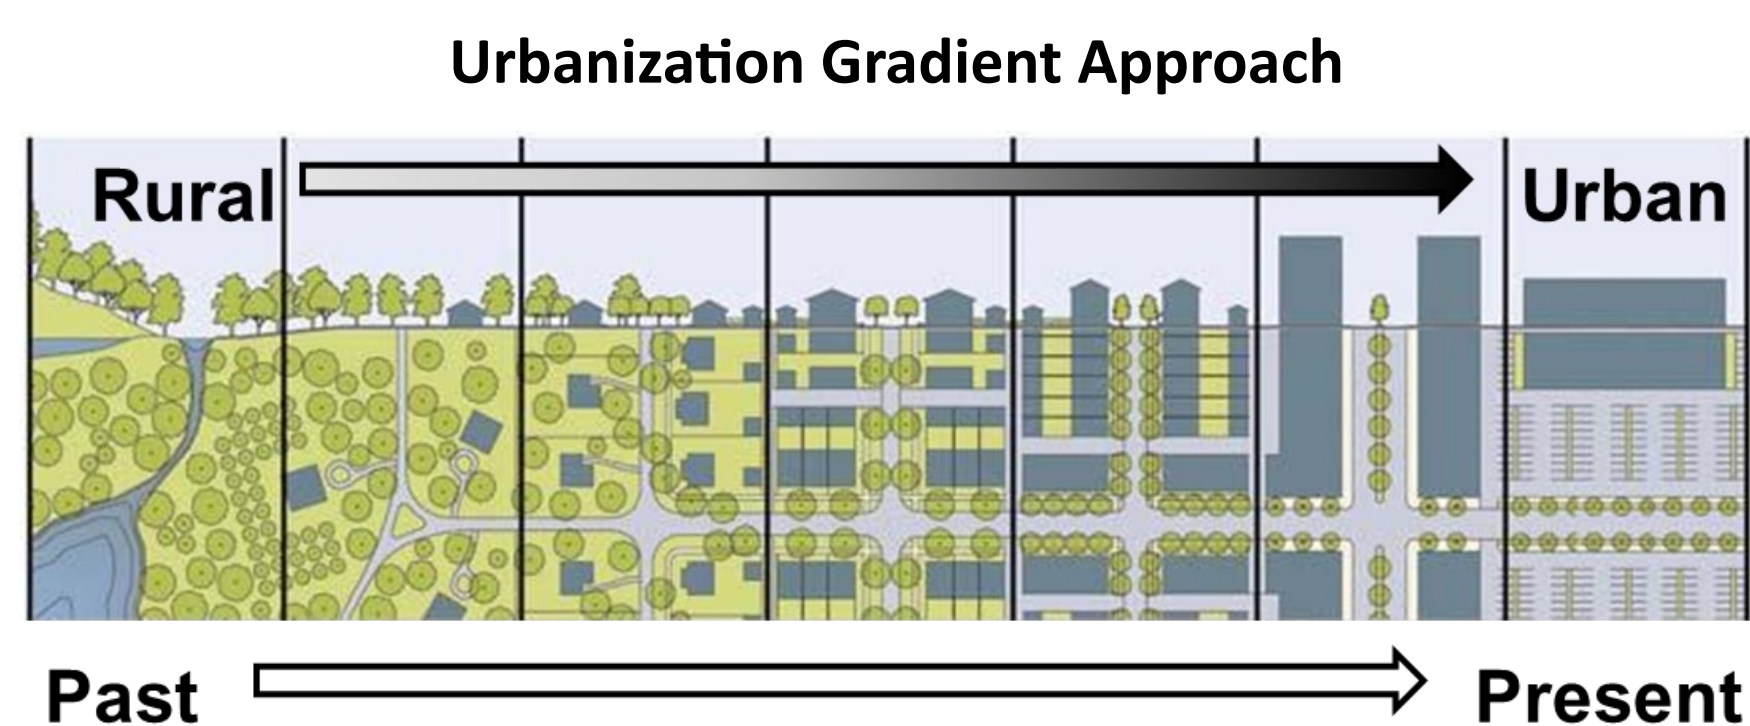 Urbanization Gradient Approach
Rural
Urban
Past
Present